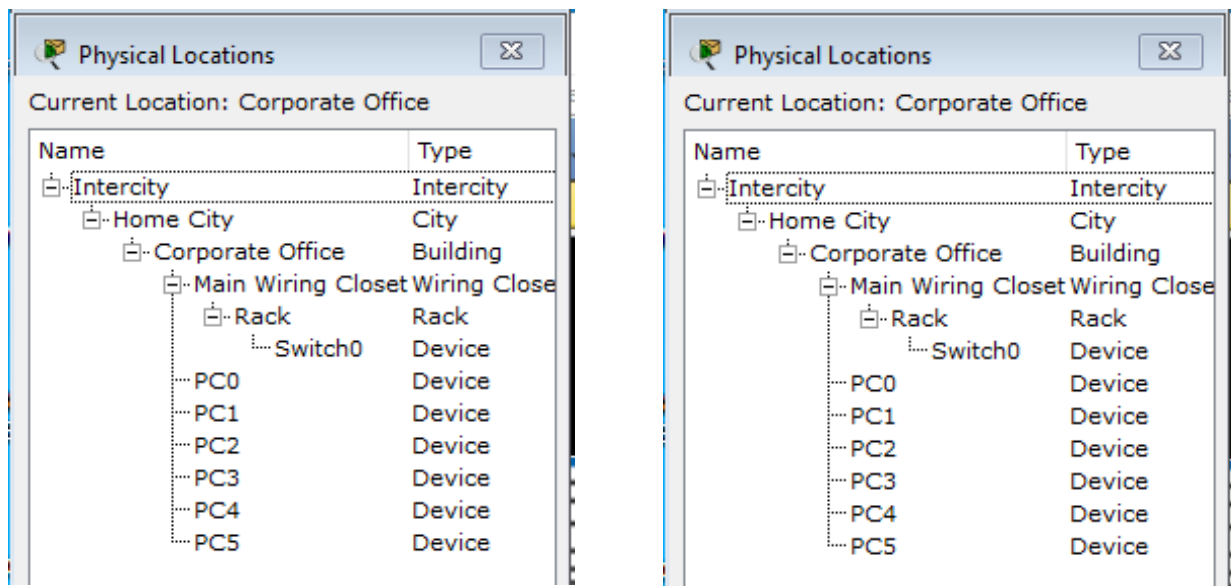 Physical Locations
Current Location: Corporate Office
Name Type
Intercity Intercity
Home City City
Corporate Office Building
Main Wiring Closet Wiring Close
Rack Rack
Switch0 Device
PC0 Device
PC1 Device
PC2 Device
PC3 Device
PC4 Device
PC5 Device
Physical Locations
Current Location: Corporate Office
Name Type
Intercity Intercity
Home City City
Corporate Office Building
Main Wiring Closet Wiring Close
Rack Rack
Switch0 Device
PC0 Device
PC1 Device
PC2 Device
PC3 Device
PC4 Device
PC5 Device